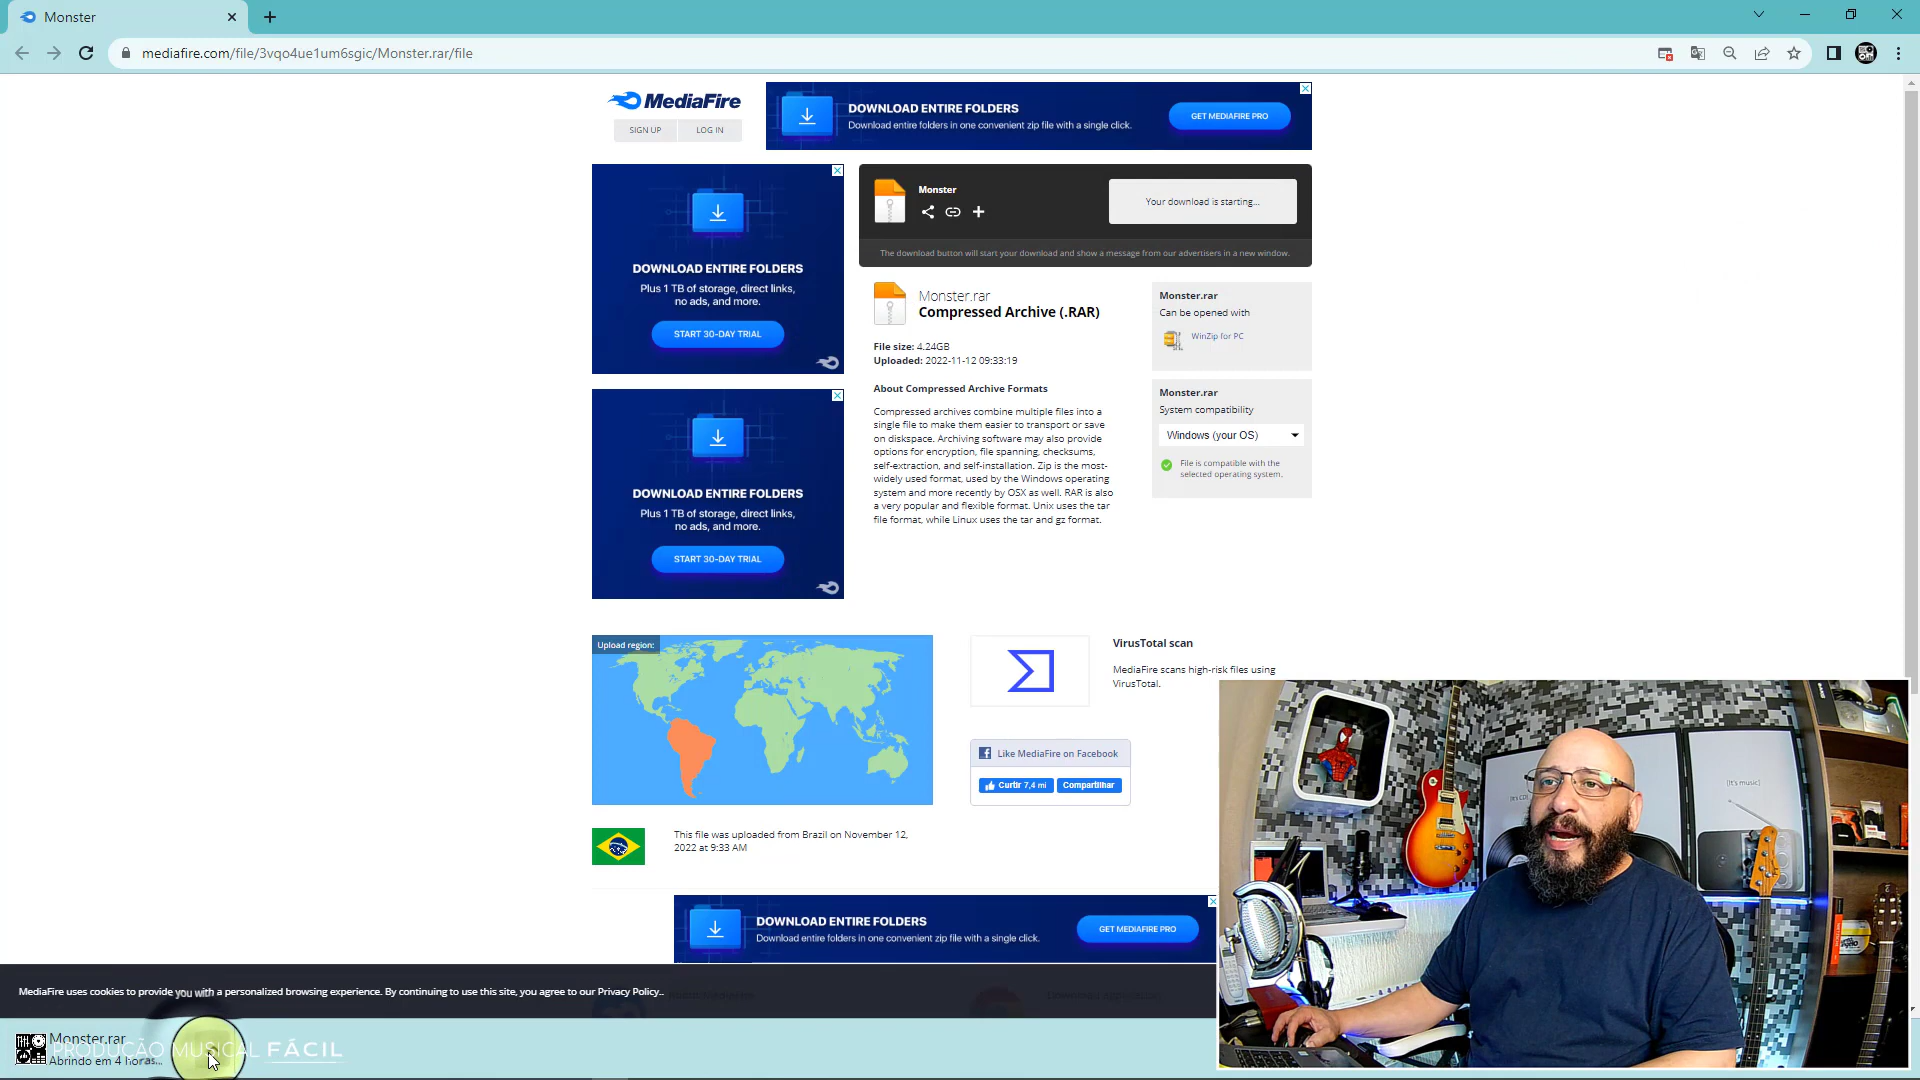 Monster
mediafire.com/file/3vqo4ue1um6sgic/Monster.rar/file
MediaFire
SIGN UP
LOG IN
DOWNLOAD ENTIRE FOLDERS
Download entire folders in one convenient zip file with a single click.
GET MEDIAFIRE PRO
DOWNLOAD ENTIRE FOLDERS
Plus 1 TB of storage, direct links,
no ads, and more.
START 30-DAY TRIAL
Monster
Your download is starting...
The download button will start your download and show a message from our advertisers in a new window.
Monster.rar
Compressed Archive (.RAR)
File size: 4.24GB
Uploaded: 2022-11-12 09:33:19
About Compressed Archive Formats
Compressed archives combine multiple files into a
single file to make them easier to transport or save
on diskspace. Archiving software may also provide
options for encryption, file spanning, checksums,
self-extraction, and self-installation. Zip is the most-
widely used format, used by the Windows operating
system and more recently by OSX as well. RAR is also
a very popular and flexible format. Unix uses the tar
file format, while Linux uses the tar and gz format.
Monster.rar
Can be opened with
WinZip for PC
Monster.rar
System compatibility
Windows (your OS)
File is compatible with the
selected operating system.
DOWNLOAD ENTIRE FOLDERS
Plus 1 TB of storage, direct links,
no ads, and more.
START 30-DAY TRIAL
Upload region:
VirusTotal scan
MediaFire scans high-risk files using
VirusTotal.
Like MediaFire on Facebook
Curtir 7,4 mi
Compartilhar
This file was uploaded from Brazil on November 12,
2022 at 9:33 AM
DOWNLOAD ENTIRE FOLDERS
Download entire folders in one convenient zip file with a single click.
GET MEDIAFIRE PRO
MediaFire uses cookies to provide you with a personalized browsing experience. By continuing to use this site, you agree to our Privacy Policy..
Monster.rar
Abrindo em 4 horas...
PRODUÇÃO MUSICAL FÁCIL
[It's music]